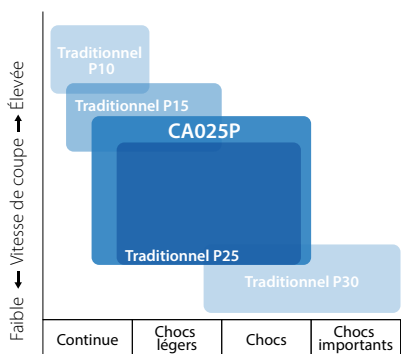 Traditionnel
P10
Traditionnel P15
CA025P
Traditionnel P25
Traditionnel P30
Faible ← Vitesse de coupe → Élevée
Continue
Chocs
légers
Chocs
Chocs
importants